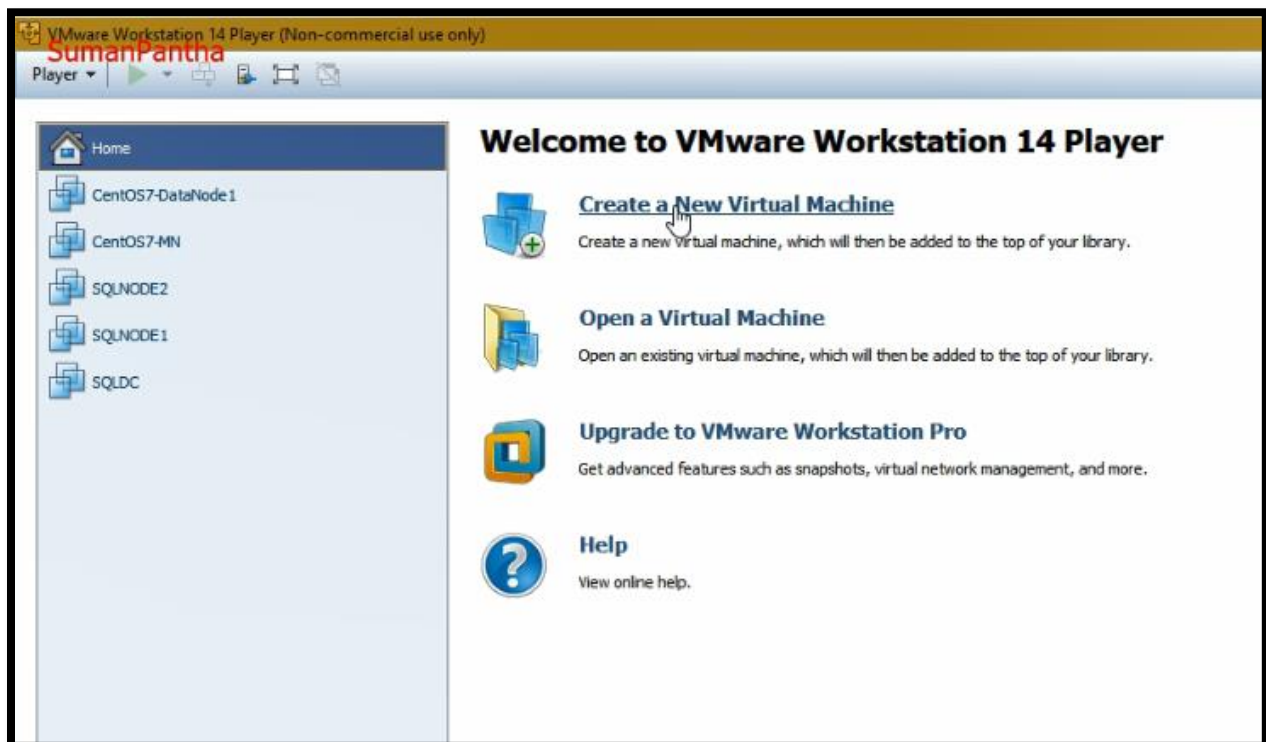 VMware Workstation 14 Player (Non-commercial use only)
SumanPantha
Player
Home
CentOS7-DataNode1
CentOS7-MN
SQLNODE2
SQLNODE1
SQLDC
Welcome to VMware Workstation 14 Player
Create a New Virtual Machine
Create a new virtual machine, which will then be added to the top of your library.
Open a Virtual Machine
Open an existing virtual machine, which will then be added to the top of your library.
Upgrade to VMware Workstation Pro
Get advanced features such as snapshots, virtual network management, and more.
Help
View online help.